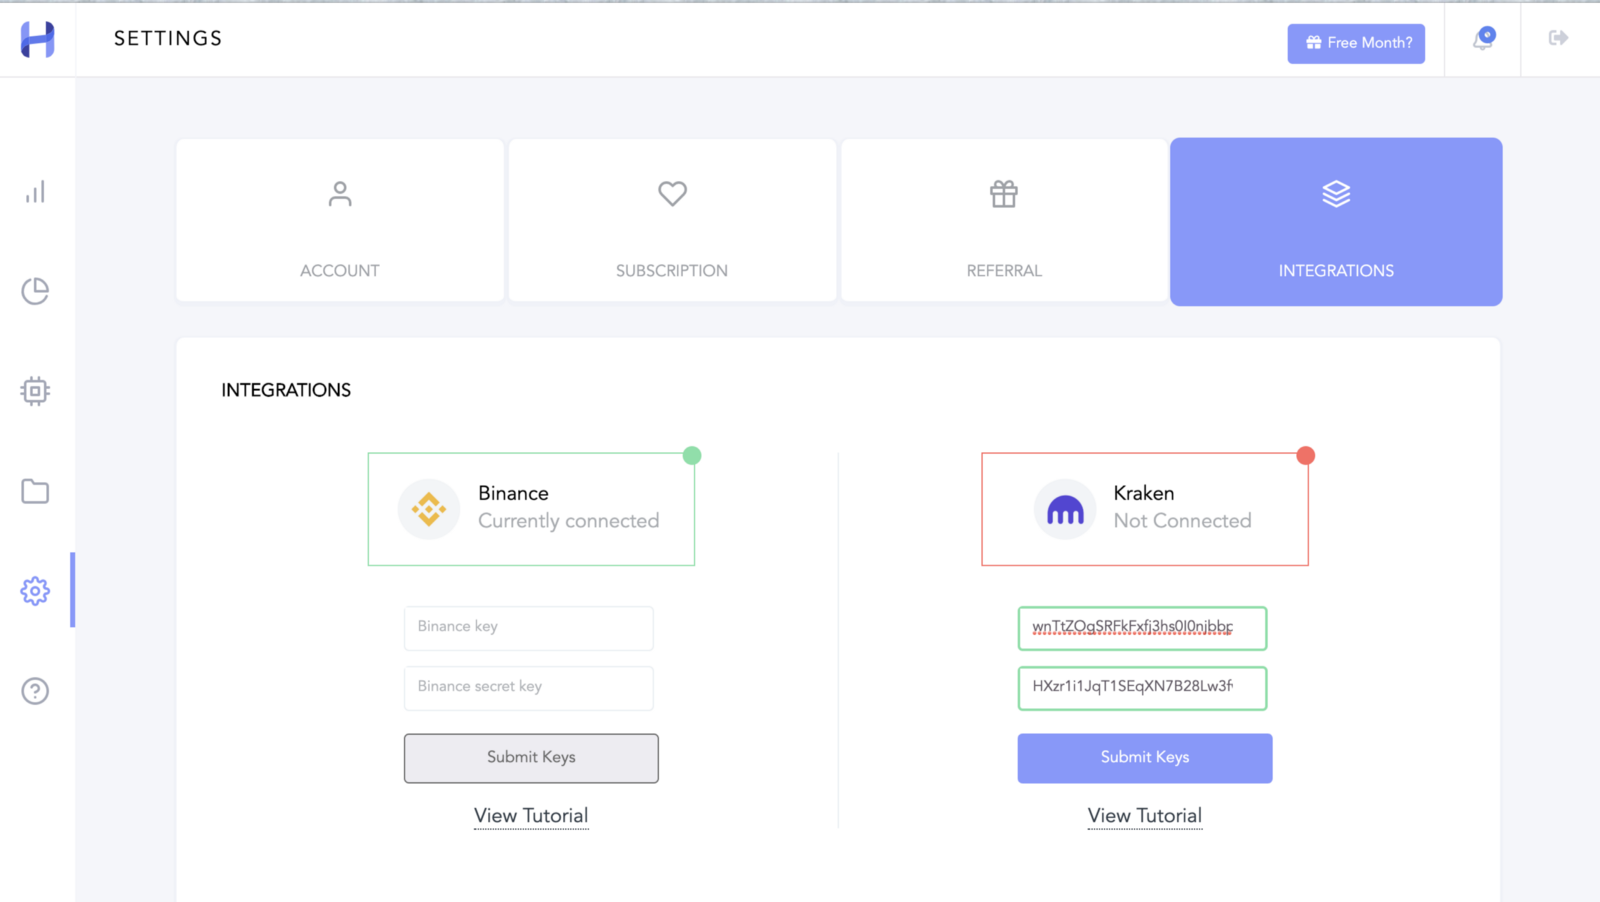 SETTINGS
Free Month?
ACCOUNT
SUBSCRIPTION
REFERRAL
INTEGRATIONS
INTEGRATIONS
Binance
Currently connected
Binance key
Binance secret key
Submit Keys
View Tutorial
Kraken
Not Connected
HXzr1i1JqT1SEqXN7B28Lw3f
Submit Keys
View Tutorial